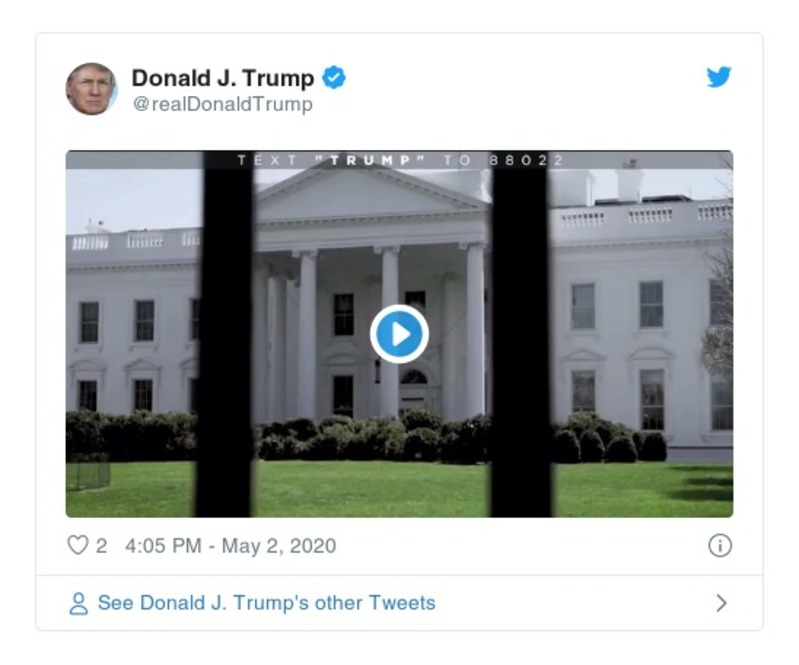 Donald J. Trump
@realDonaldTrump
TEXT "TRUMP" TO 88022
2 4:05 PM - May 2, 2020
See Donald J. Trump's other Tweets